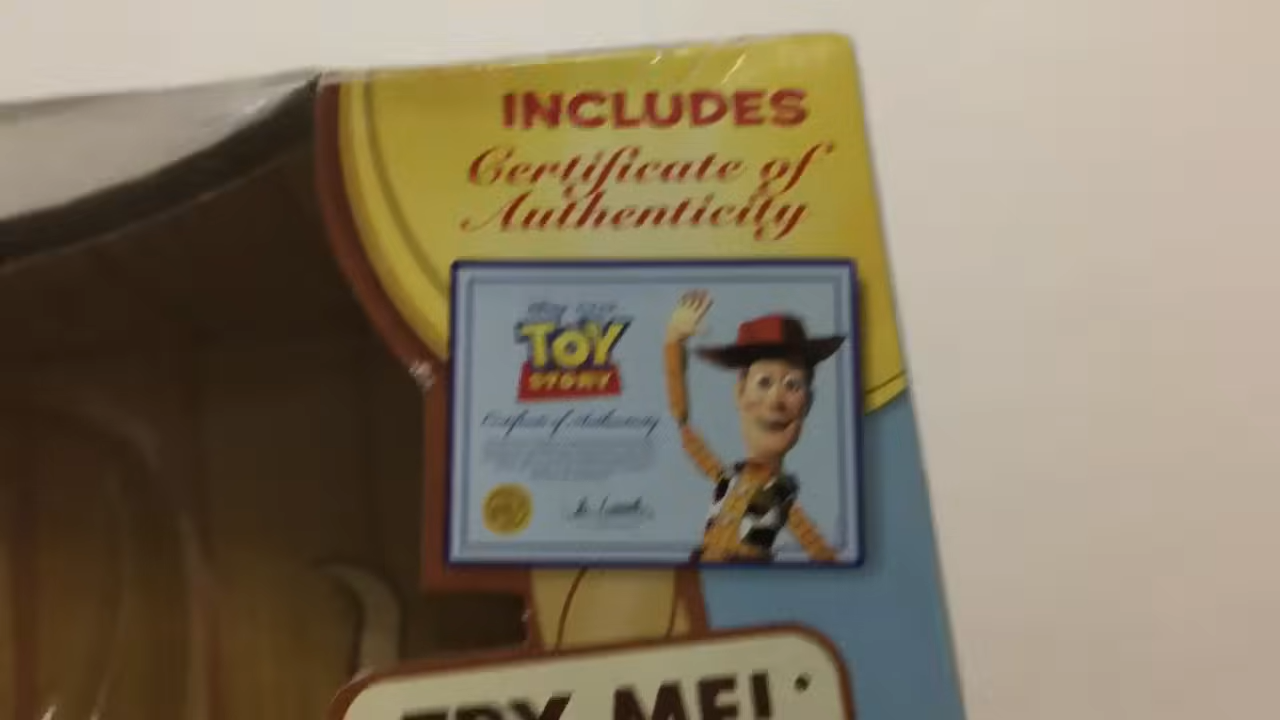 INCLUDES
Certificate of
Authenticity
TOY
STORY
Certificate of Authenticity
TRY ME!